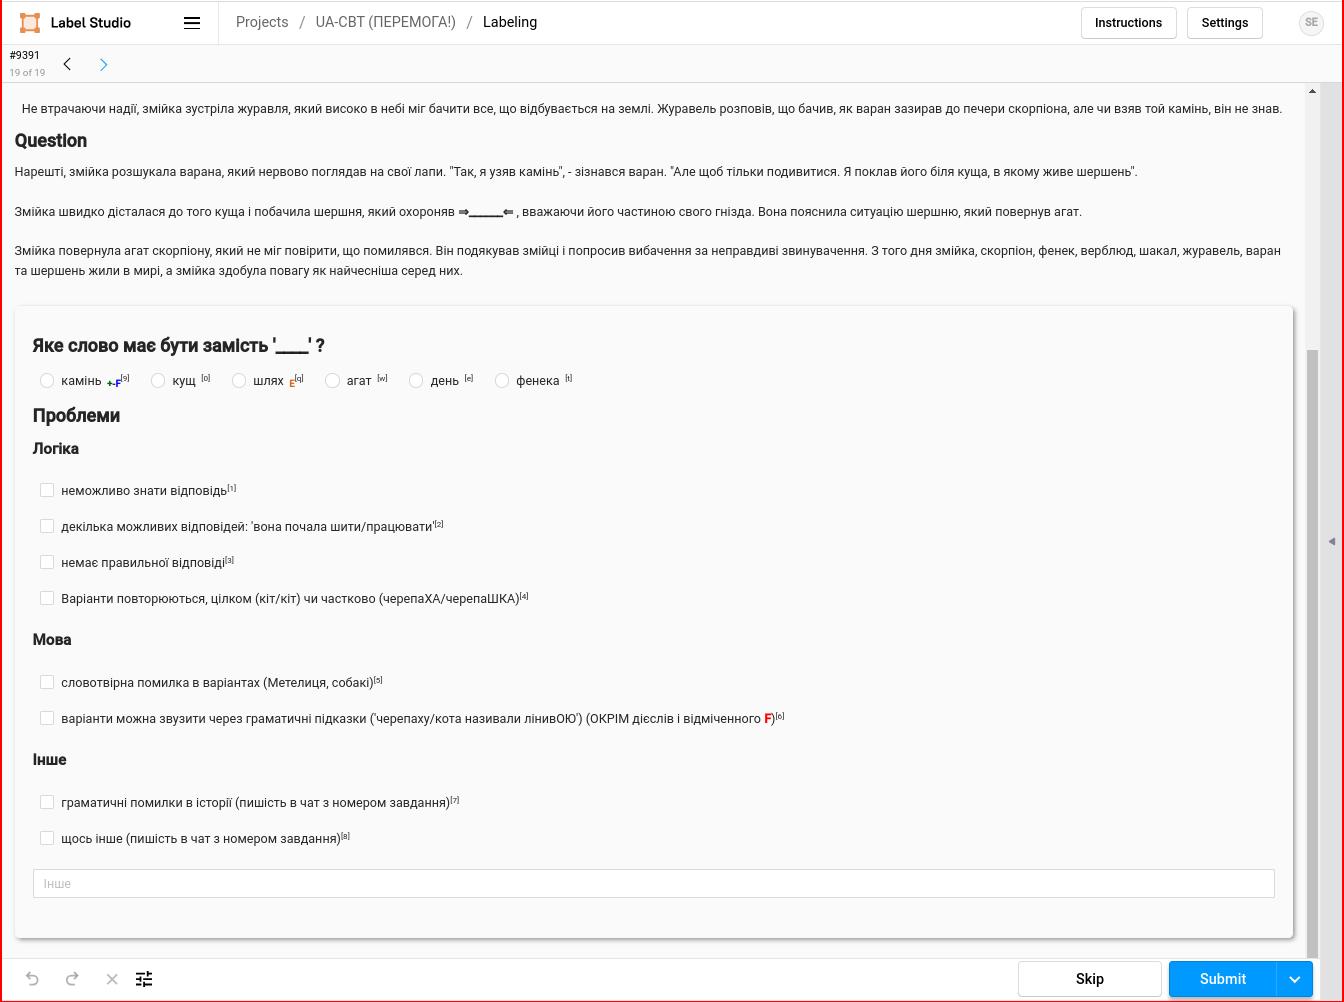 Label Studio
Projects / UA-CBT (ПЕРЕМОГА!) / Labeling
Instructions
Settings
SE
#9391
19 of 19
Не втрачаючи надії, змійка зустріла журавля, який високо в небі міг бачити все, що відбувається на землі. Журавель розповів, що бачив, як варан зазирав до печери скорпіона, але чи взяв той камінь, він не знав.
Question
Нарешті, змійка розшукала варана, який нервово поглядав на свої лапи. "Так, я узяв камінь", - зізнався варан. "Але щоб тільки подивитися. Я поклав його біля куща, в якому живе шершень".
Змійка швидко дісталася до того куща і побачила шершня, який охороняв ⇒______⇐ , вважаючи його частиною свого гнізда. Вона пояснила ситуацію шершню, який повернув агат.
Змійка повернула агат скорпіону, який не міг повірити, що помилявся. Він подякував змійці і попросив вибачення за неправдиві звинувачення. З того дня змійка, скорпіон, фенек, верблюд, шакал, журавель, варан
та шершень жили в мирі, а змійка здобула повагу як найчесніша серед них.
Яке слово має бути замість '____' ?
камінь +-F[9] кущ [0] шлях E[q] агат [w] день [e] фенека [t]
Проблеми
Логіка
неможливо знати відповідь[1]
декілька можливих відповідей: 'вона почала шити/працювати'[2]
немає правильної відповіді[3]
Варіанти повторюються, цілком (кіт/кіт) чи частково (черепаХА/черепаШКА)[4]
Мова
словотвірна помилка в варіантах (Метелиця, собакі)[5]
варіанти можна звузити через граматичні підказки ('черепаху/кота називали лінивОЮ') (ОКРІМ дієслів і відміченного F)[6]
Інше
граматичні помилки в історії (пишість в чат з номером завдання)[7]
щось інше (пишість в чат з номером завдання)[8]
Інше
Skip
Submit